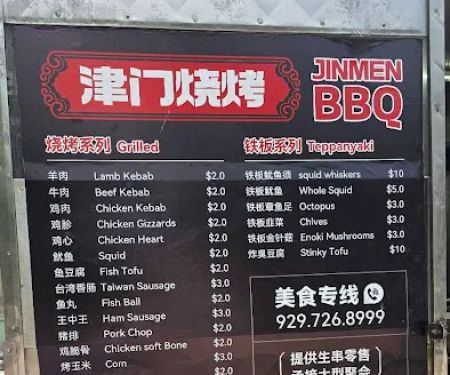 津门烧烤
JINMEN
BBQ
烧烤系列 Grilled
羊肉 Lamb Kebab $2.0
牛肉 Beef Kebab $2.0
鸡肉 Chicken Kebab $2.0
鸡胗 Chicken Gizzards $2.0
鸡心 Chicken Heart $2.0
鱿鱼 Squid $2.0
鱼豆腐 Fish Tofu $2.0
台湾香肠 Taiwan Sausage $3.0
鱼丸 Fish Ball $2.0
王中王 Ham Sausage $3.0
猪排 Pork Chop $2.0
鸡脆骨 Chicken soft Bone $2.0
烤玉米 Corn
铁板系列 Teppanyaki
铁板鱿鱼须 squid whiskers $10
铁板鱿鱼 Whole Squid $5.0
铁板章鱼足 Octopus $3.0
铁板韭菜 Chives $3.0
铁板金针菇 Enoki Mushrooms $3.0
炸臭豆腐 Stinky Tofu $10
美食专线
929.726.8999
提供生串零售